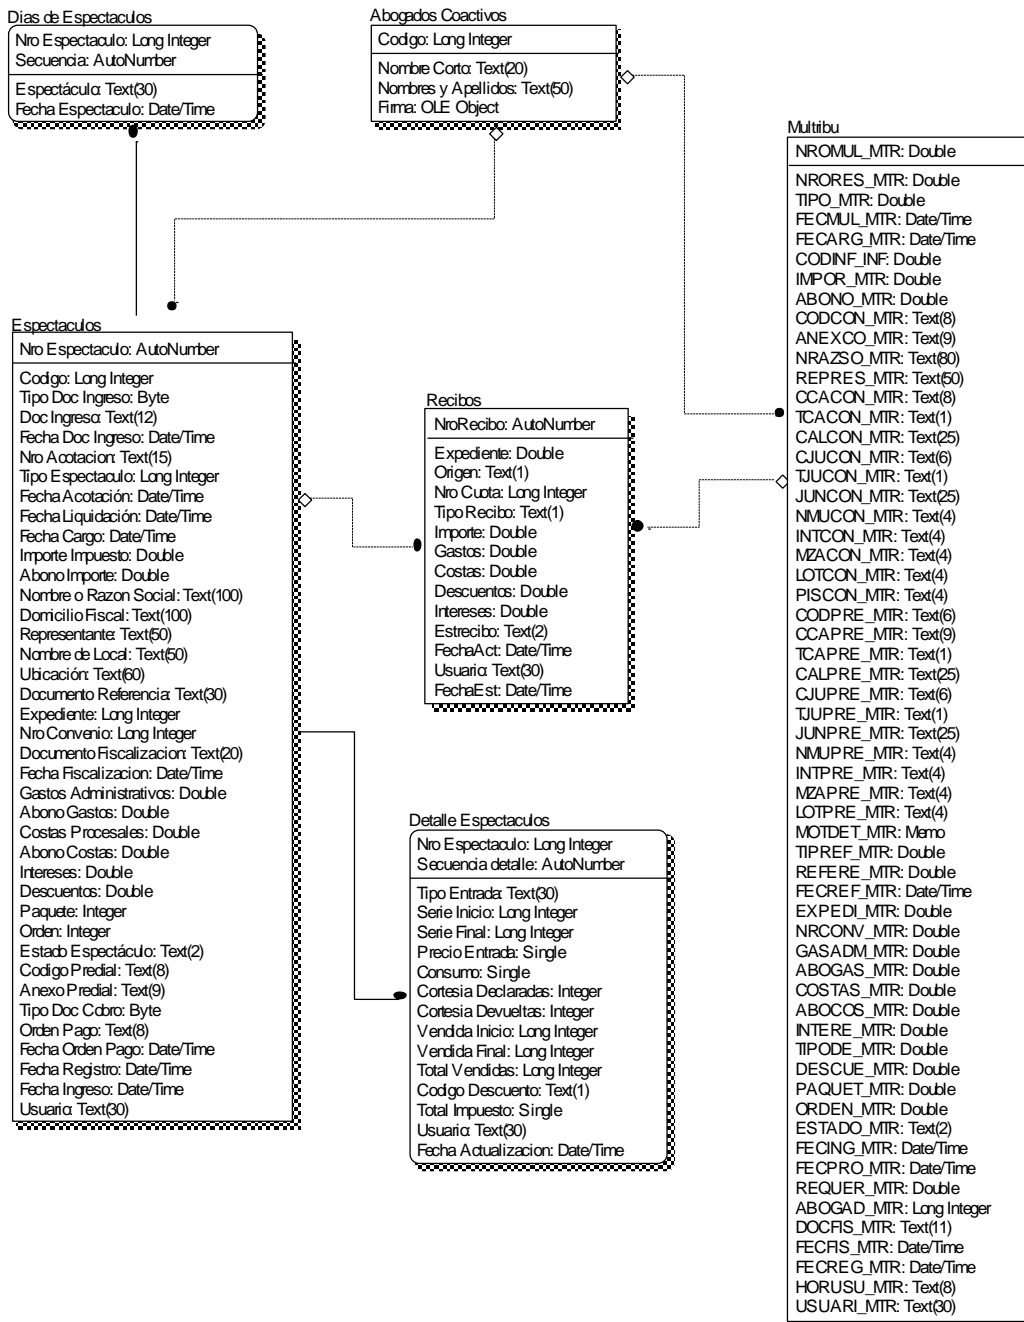 Dias de Espectaculos
Nro Espectaculo: Long Integer
Secuencia: AutoNumber
Espectáculo: Text(30)
Fecha Espectaculo: Date/Time
Abogados Coactivos
Codigo: Long Integer
Nombre Corto: Text(20)
Nombres y Apellidos: Text(50)
Firma: OLE Object
Espectaculos
Nro Espectaculo: AutoNumber
Codigo: Long Integer
Tipo Doc Ingreso: Byte
Doc Ingreso: Text(12)
Fecha Doc Ingreso: Date/Time
Nro Acotacion: Text(15)
Tipo Espectaculo: Long Integer
Fecha Acotación: Date/Time
Fecha Liquidación: Date/Time
Fecha Cargo: Date/Time
Importe Impuesto: Double
Abono Importe: Double
Nombre o Razon Social: Text(100)
Domicilio Fiscal: Text(100)
Representante: Text(50)
Nombre de Local: Text(50)
Ubicación: Text(60)
Documento Referencia: Text(30)
Expediente: Long Integer
Nro Convenio: Long Integer
Documento Fiscalizacion: Text(20)
Fecha Fiscalizacion: Date/Time
Gastos Administrativos: Double
Abono Gastos: Double
Costas Procesales: Double
Abono Costas: Double
Intereses: Double
Descuentos: Double
Paquete: Integer
Orden: Integer
Estado Espectáculo: Text(2)
Codigo Predial: Text(8)
Anexo Predial: Text(9)
Tipo Doc Cobro: Byte
Orden Pago: Text(8)
Fecha Orden Pago: Date/Time
Fecha Registro: Date/Time
Fecha Ingreso: Date/Time
Usuario: Text(30)
Recibos
NroRecibo: AutoNumber
Expediente: Double
Origen: Text(1)
Nro Cuota: Long Integer
Tipo Recibo: Text(1)
Importe: Double
Gastos: Double
Costas: Double
Descuentos: Double
Intereses: Double
Estrecibo: Text(2)
FechaAct: Date/Time
Usuario: Text(30)
FechaEst: Date/Time
Detalle Espectaculos
Nro Espectaculo: Long Integer
Secuencia detalle: AutoNumber
Tipo Entrada: Text(30)
Serie Inicio: Long Integer
Serie Final: Long Integer
Precio Entrada: Single
Consumo: Single
Cortesia Declaradas: Integer
Cortesia Devueltas: Integer
Vendida Inicio: Long Integer
Vendida Final: Long Integer
Total Vendidas: Long Integer
Codigo Descuento: Text(1)
Total Impuesto: Single
Usuario: Text(30)
Fecha Actualizacion: Date/Time
Multribu
NROMUL_MTR: Double
NRORES_MTR: Double
TIPO_MTR: Double
FECMUL_MTR: Date/Time
FECARG_MTR: Date/Time
CODINF_INF: Double
IMPOR_MTR: Double
ABONO_MTR: Double
CODCON_MTR: Text(8)
ANEXCO_MTR: Text(9)
NRAZSO_MTR: Text(80)
REPRES_MTR: Text(50)
CCACON_MTR: Text(8)
TCACON_MTR: Text(1)
CALCON_MTR: Text(25)
CJUCON_MTR: Text(6)
TJUCON_MTR: Text(1)
JUNCON_MTR: Text(25)
NMUCON_MTR: Text(4)
INTCON_MTR: Text(4)
MZACON_MTR: Text(4)
LOTCON_MTR: Text(4)
PISCON_MTR: Text(4)
CODPRE_MTR: Text(6)
CCAPRE_MTR: Text(9)
TCAPRE_MTR: Text(1)
CALPRE_MTR: Text(25)
CJUPRE_MTR: Text(6)
TJUPRE_MTR: Text(1)
JUNPRE_MTR: Text(25)
NMUPRE_MTR: Text(4)
INTPRE_MTR: Text(4)
MZAPRE_MTR: Text(4)
LOTPRE_MTR: Text(4)
MOTDET_MTR: Memo
TIPREF_MTR: Double
REFERE_MTR: Double
FECREF_MTR: Date/Time
EXPEDI_MTR: Double
NRCONV_MTR: Double
GASADM_MTR: Double
ABOGAS_MTR: Double
COSTAS_MTR: Double
ABOCOS_MTR: Double
INTERE_MTR: Double
TIPODE_MTR: Double
DESCUE_MTR: Double
PAQUET_MTR: Double
ORDEN_MTR: Double
ESTADO_MTR: Text(2)
FECING_MTR: Date/Time
FECPRO_MTR: Date/Time
REQUER_MTR: Double
ABOGAD_MTR: Long Integer
DOCFIS_MTR: Text(11)
FECFIS_MTR: Date/Time
FECREG_MTR: Date/Time
HORUSU_MTR: Text(8)
USUARI_MTR: Text(30)